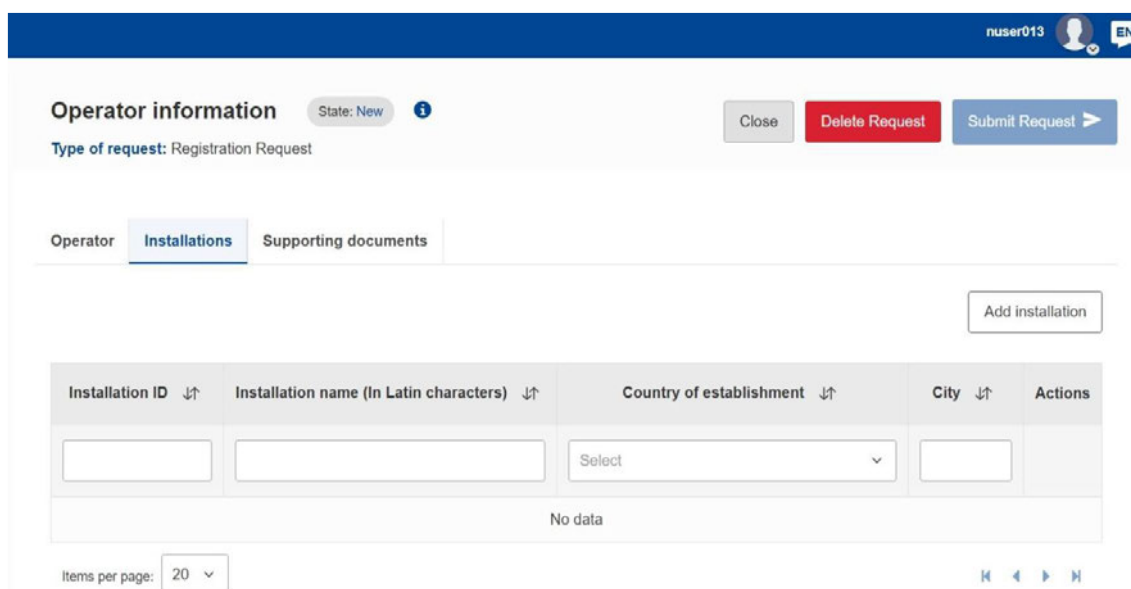 nuser013 EN
Operator information State: New
Close Delete Request Submit Request
Type of request: Registration Request
Operator Installations Supporting documents
Add installation
Installation ID Installation name (In Latin characters) Country of establishment City Actions
Select
No data
Items per page: 20